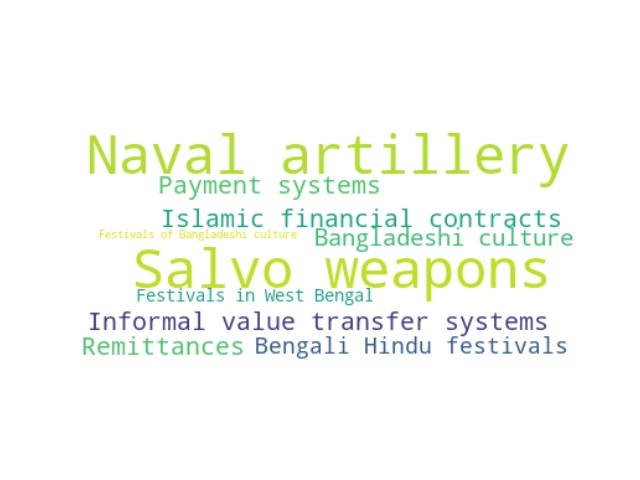 Naval artillery
Payment systems
Islamic financial contracts
Festivals of Bangladeshi culture
Bangladeshi culture
Salvo weapons
Festivals in West Bengal
Informal value transfer systems
Remittances
Bengali Hindu festivals